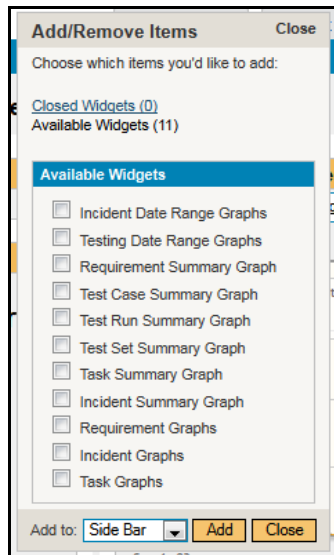 Add/Remove Items Close
Choose which items you'd like to add:
Closed Widgets (0)
Available Widgets (11)
Available Widgets
Incident Date Range Graphs
Testing Date Range Graphs
Requirement Summary Graph
Test Case Summary Graph
Test Run Summary Graph
Test Set Summary Graph
Task Summary Graph
Incident Summary Graph
Requirement Graphs
Incident Graphs
Task Graphs
Add to: Side Bar Add Close